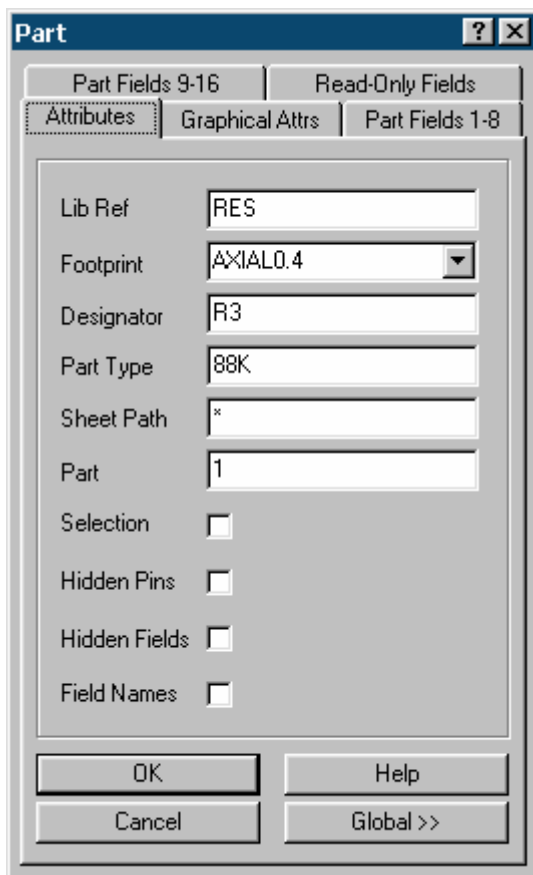 Part
Part Fields 9-16 Read-Only Fields
Attributes Graphical Attrs Part Fields 1-8
Lib Ref RES
Footprint AXIAL0.4
Designator R3
Part Type 88K
Sheet Path *
Part 1
Selection
Hidden Pins
Hidden Fields
Field Names
OK Help
Cancel Global >>